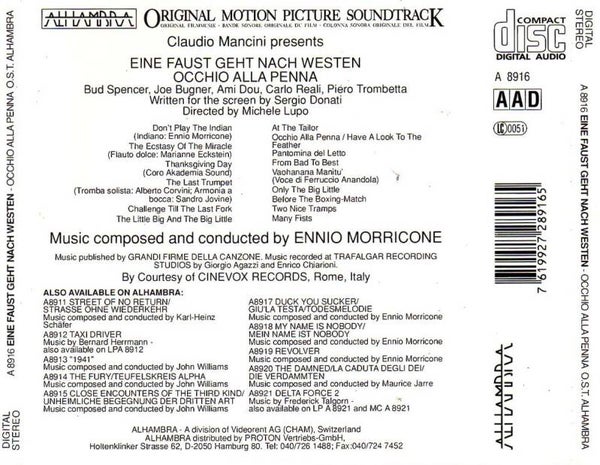 ALHAMBRA
ORIGINAL MOTION PICTURE SOUNDTRACK
ORIGINAL FILMMUSIK · BANDE SONORE ORIGINALE DE FILM · COLONNA SONORA ORIGINALE DEL FILM
Claudio Mancini presents
EINE FAUST GEHT NACH WESTEN
OCCHIO ALLA PENNA
Bud Spencer, Joe Bugner, Ami Dou, Carlo Reali, Piero Trombetta
Written for the screen by Sergio Donati
Directed by Michele Lupo
Don't Play The Indian
(Indiano: Ennio Morricone)
The Ecstasy Of The Miracle
(Flauto dolce: Marianne Eckstein)
Thanksgiving Day
(Coro Akademia Sound)
The Last Trumpet
(Tromba solista: Alberto Corvini; Armonia a
bocca: Sandro Jovine)
Challenge Till The Last Fork
The Little Big And The Big Little
At The Tailor
Occhio Alla Penna / Have A Look To The
Feather
Pantomina del Letto
From Bad To Best
Vaohanana Manitu'
(Voce di Ferruccio Anandola)
Only The Big Little
Before The Boxing-Match
Two Nice Tramps
Many Fists
Music composed and conducted by ENNIO MORRICONE
Music published by GRANDI FIRME DELLA CANZONE. Music recorded at TRAFALGAR RECORDING
STUDIOS by Giorgio Agazzi and Enrico Chiarioni.
By Courtesy of CINEVOX RECORDS, Rome, Italy
ALSO AVAILABLE ON ALHAMBRA:
A8911 STREET OF NO RETURN/
STRASSE OHNE WIEDERKEHR
Music composed and conducted by Karl-Heinz
Schäfer
A8912 TAXI DRIVER
Music by Bernard Herrmann -
also available on LPA 8912
A8913 "1941"
Music composed and conducted by John Williams
A8914 THE FURY/TEUFELSKREIS ALPHA
Music composed and conducted by John Williams
A8915 CLOSE ENCOUNTERS OF THE THIRD KIND/
UNHEIMLICHE BEGEGNUNG DER DRITTEN ART
Music composed and conducted by John Williams
A8917 DUCK YOU SUCKER/
GIU'LA TESTA/TODESMELODIE
Music composed and conducted by Ennio Morricone
A8918 MY NAME IS NOBODY/
MEIN NAME IST NOBODY
Music composed and conducted by Ennio Morricone
A8919 REVOLVER
Music composed and conducted by Ennio Morricone
A8920 THE DAMNED/LA CADUTA DEGLI DEI/
DIE VERDAMMTEN
Music composed and conducted by Maurice Jarre
A8921 DELTA FORCE 2
Music by Frederick Talgorn -
also available on LP A 8921 and MC A 8921
ALHAMBRA - A division of Videorent AG (CHAM), Switzerland
ALHAMBRA distributed by PROTON Vertriebs-GmbH,
Holtenklinker Strasse 62, D-2050 Hamburg 80. Tel: 040/726 1488; Fax:040/724 7452
COMPACT
disc
DIGITAL AUDIO
A 8916
AAD
LC 0051
7 619927 289165
ALHAMBRA
DIGITAL
STEREO
A 8916 EINE FAUST GEHT NACH WESTEN - OCCHIO ALLA PENNA O.S.T. ALHAMBRA
DIGITAL
STEREO
A 8916 EINE FAUST GEHT NACH WESTEN - OCCHIO ALLA PENNA O.S.T. ALHAMBRA